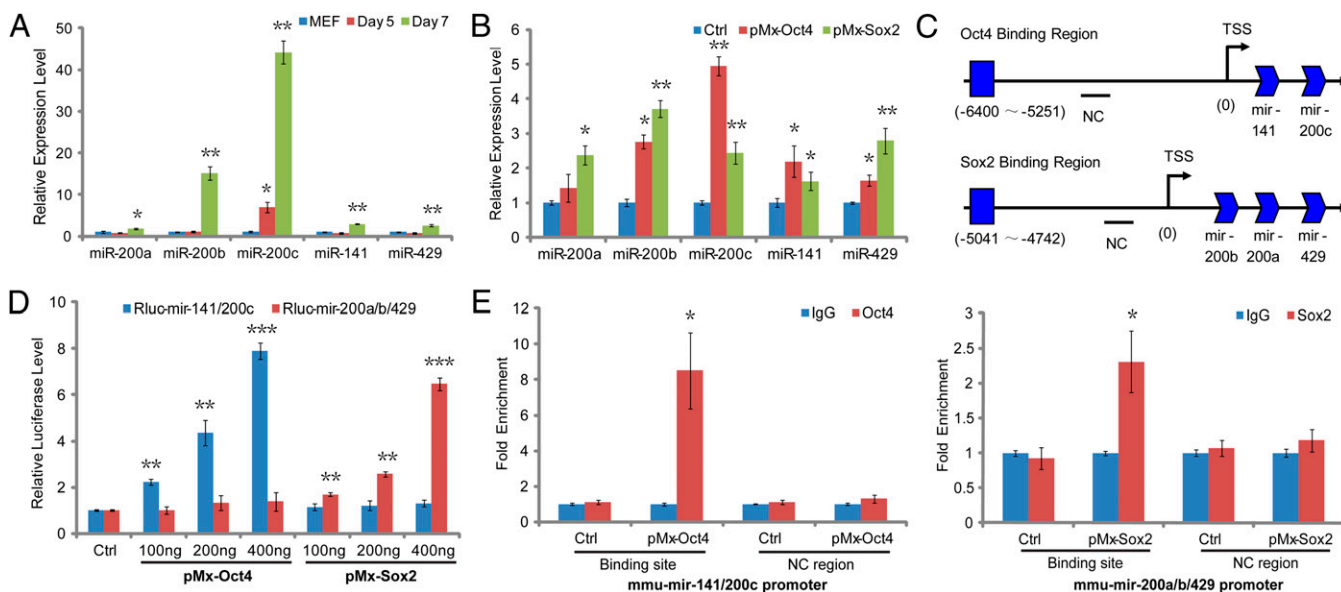 A
MEF Day 5 Day 7
Relative Expression Level
50
40
30
20
10
0
*
**
*
**
**
**
miR-200a miR-200b miR-200c miR-141 miR-429
B
Ctrl pMx-Oct4 pMx-Sox2
Relative Expression Level
6
5
4
3
2
1
0
*
*
**
**
**
*
*
*
**
miR-200a miR-200b miR-200c miR-141 miR-429
C
Oct4 Binding Region
TSS
(-6400 ～ -5251)
NC
(0)
mir-141
mir-200c
Sox2 Binding Region
TSS
(-5041 ～ -4742)
NC
(0)
mir-200b
mir-200a
mir-429
D
Rluc-mir-141/200c Rluc-mir-200a/b/429
Relative Luciferase Level
10
8
6
4
2
0
**
**
***
**
**
***
Ctrl 100ng 200ng 400ng 100ng 200ng 400ng
pMx-Oct4 pMx-Sox2
E
IgG Oct4
Fold Enrichment
12
10
8
6
4
2
0
*
Ctrl pMx-Oct4 Ctrl pMx-Oct4
Binding site NC region
mmu-mir-141/200c promoter
IgG Sox2
Fold Enrichment
3
2.5
2
1.5
1
0.5
0
*
Ctrl pMx-Sox2 Ctrl pMx-Sox2
Binding site NC region
mmu-mir-200a/b/429 promoter